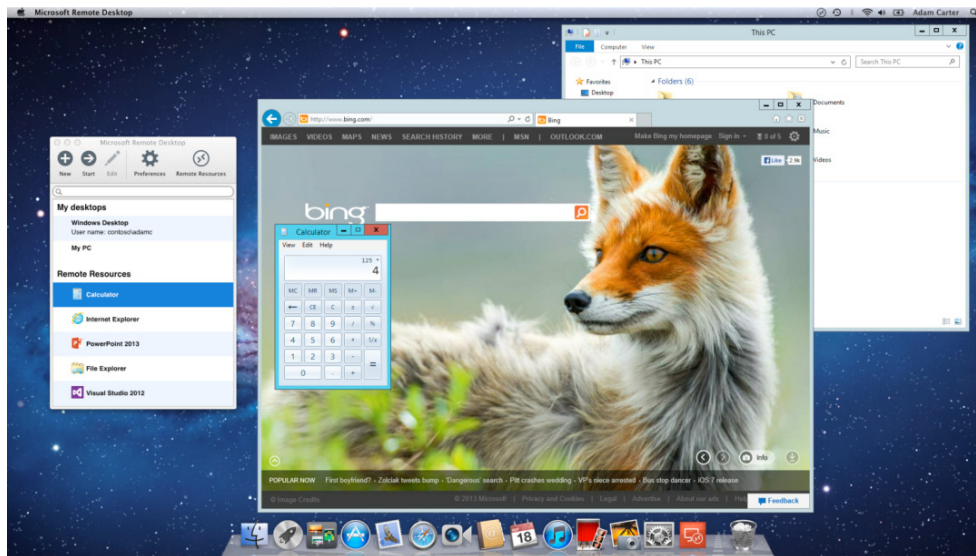 Microsoft Remote Desktop
Adam Carter
This PC
File Computer View
This PC
Search This PC
Favorites
Folders (6)
Desktop
Documents
Music
Videos
http://www.bing.com/
Bing
IMAGES VIDEOS MAPS NEWS SEARCH HISTORY MORE | MSN | OUTLOOK.COM
Make Bing my homepage Sign in 0 of 5
Like 2.9k
bing
Microsoft Remote Desktop
New Start Edit Preferences Remote Resources
My desktops
Windows Desktop
User name: contoso\adamc
My PC
Remote Resources
Calculator
Internet Explorer
PowerPoint 2013
File Explorer
Visual Studio 2012
Calculator
View Edit Help
125 *
4
MC MR MS M+ M-
← CE C ± √
7 8 9 / %
4 5 6 * 1/x
1 2 3 - =
0 . +
info
POPULAR NOW First boyfriend? - Zolciak tweets bump - 'Dangerous' search - Pitt crashes wedding - VP's niece arrested - Bus stop dancer - iOS 7 release
© Image Credits
© 2013 Microsoft | Privacy and Cookies | Legal | Advertise | About our ads |
Feedback
18